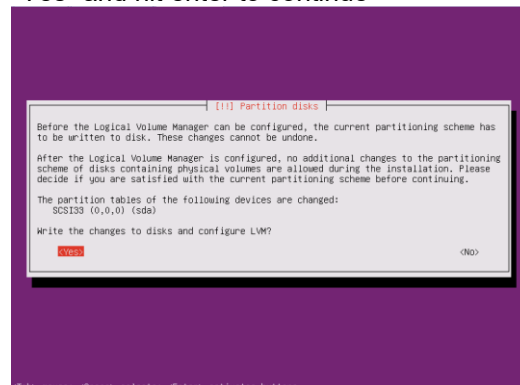 "Yes" and hit enter to continue
[!!] Partition disks
Before the Logical Volume Manager can be configured, the current partitioning scheme has
to be written to disk. These changes cannot be undone.
After the Logical Volume Manager is configured, no additional changes to the partitioning
scheme of disks containing physical volumes are allowed during the installation. Please
decide if you are satisfied with the current partitioning scheme before continuing.
The partition tables of the following devices are changed:
SCSI33 (0,0,0) (sda)
Write the changes to disks and configure LVM?
<Yes> <No>